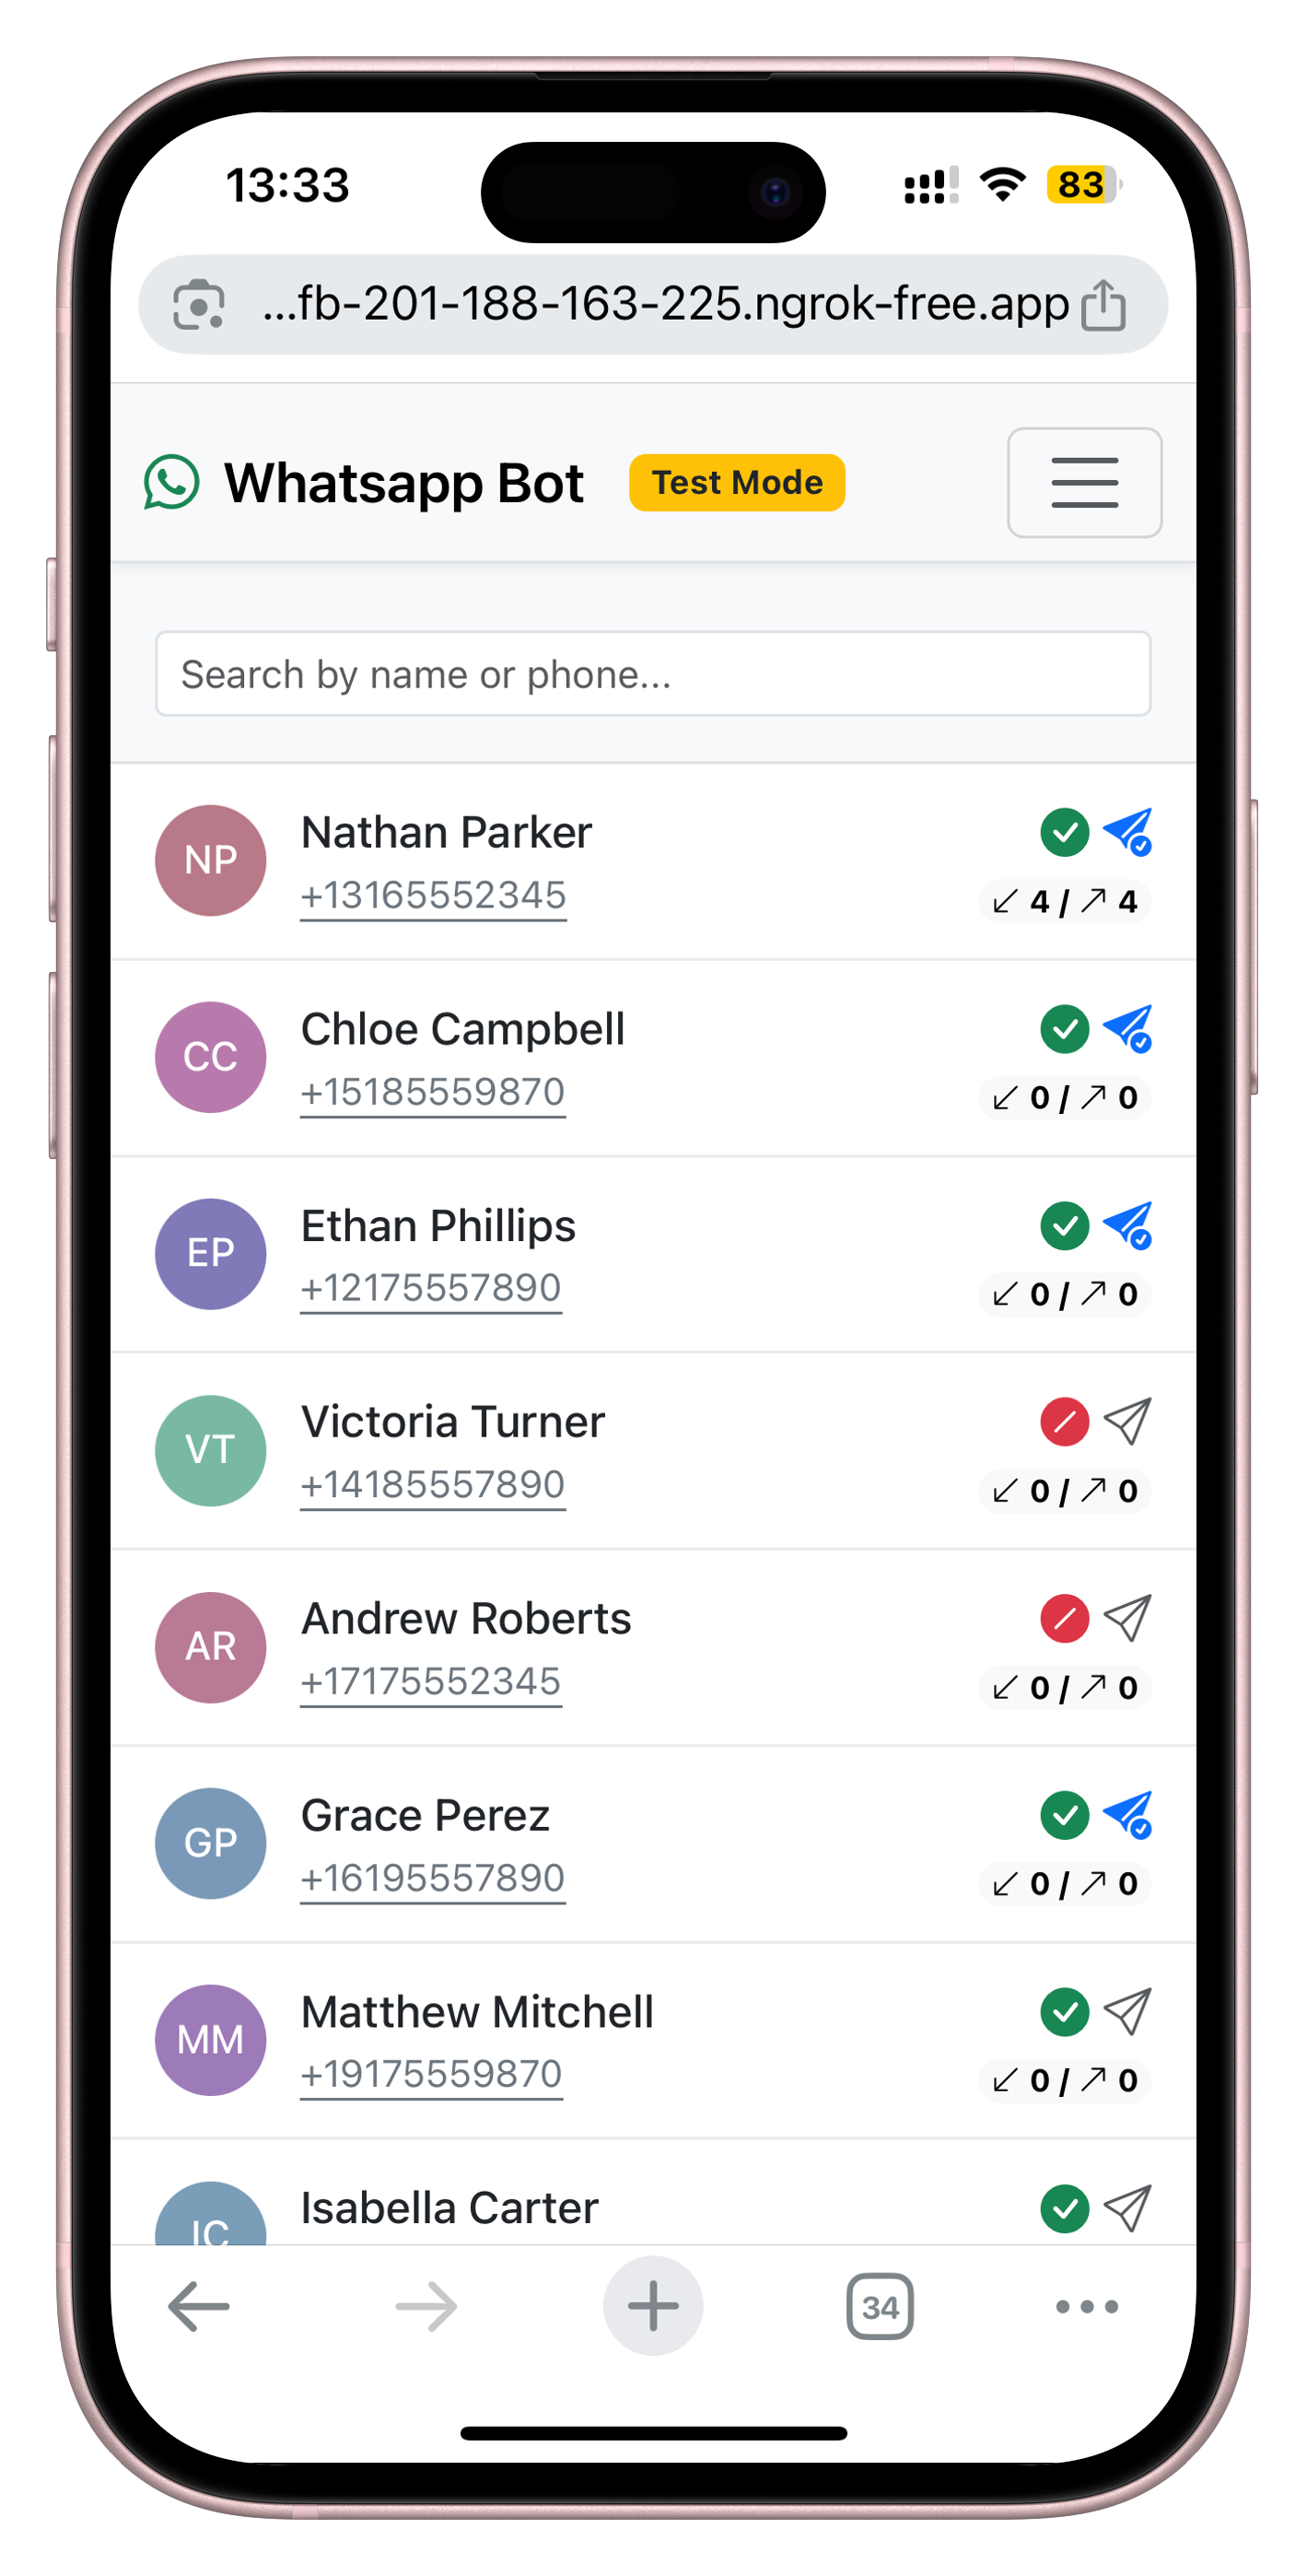 13:33
83
...fb-201-188-163-225.ngrok-free.app
Whatsapp Bot Test Mode
Search by name or phone...
NP
Nathan Parker
+13165552345
4 / 4
CC
Chloe Campbell
+15185559870
0 / 0
EP
Ethan Phillips
+12175557890
0 / 0
VT
Victoria Turner
+14185557890
0 / 0
AR
Andrew Roberts
+17175552345
0 / 0
GP
Grace Perez
+16195557890
0 / 0
MM
Matthew Mitchell
+19175559870
0 / 0
IC
Isabella Carter
34